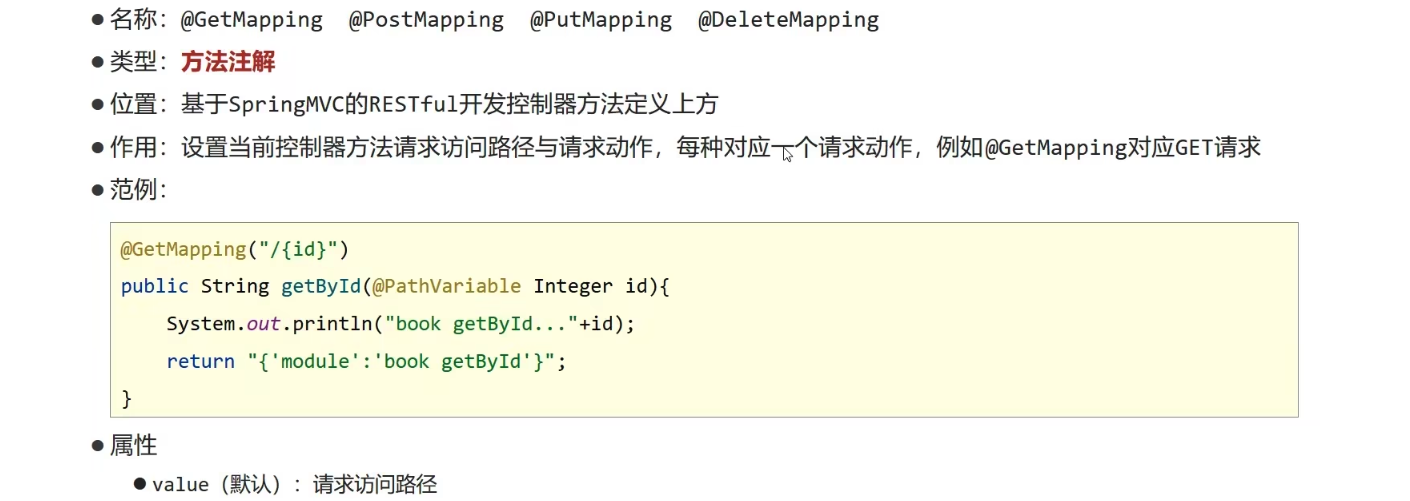 ● 名称：@GetMapping  @PostMapping  @PutMapping  @DeleteMapping
● 类型：方法注解
● 位置：基于SpringMVC的RESTful开发控制器方法定义上方
● 作用：设置当前控制器方法请求访问路径与请求动作，每种对应一个请求动作，例如@GetMapping对应GET请求
● 范例：
@GetMapping("/{id}")
public String getById(@PathVariable Integer id){
    System.out.println("book getById..."+id);
    return "{'module':'book getById'}";
}
● 属性
● value（默认）：请求访问路径